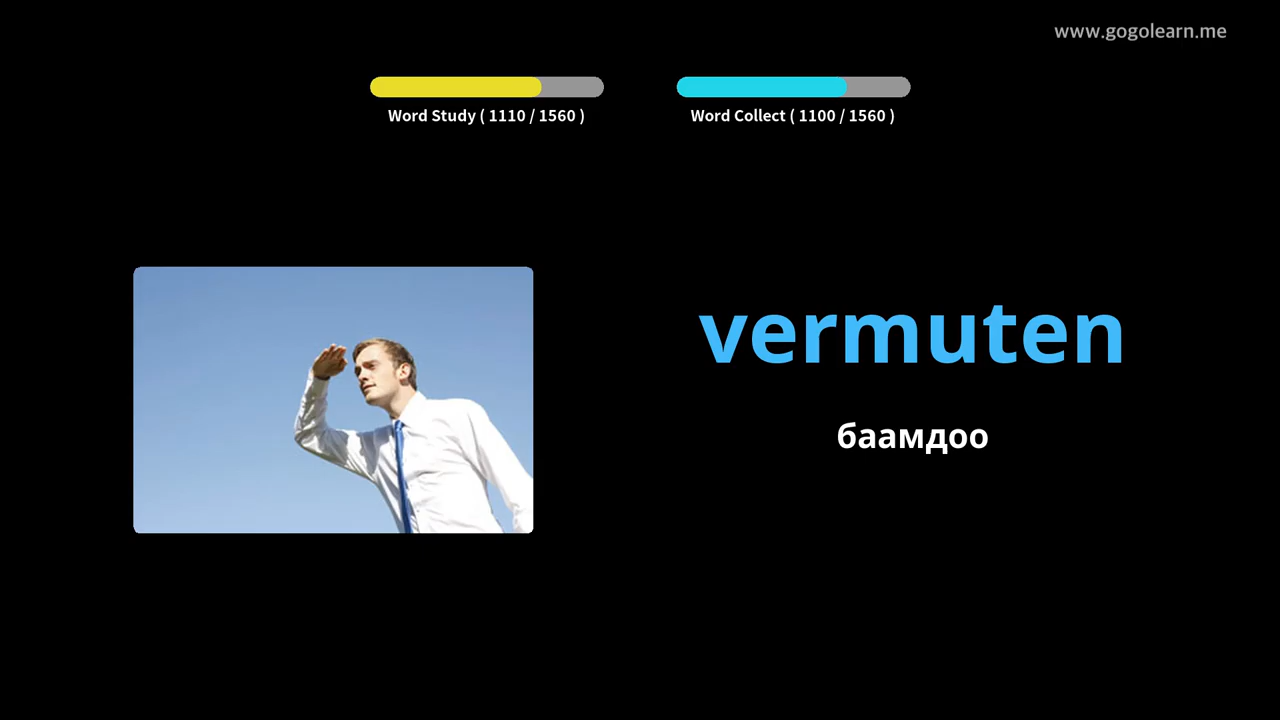 www.gogolearn.me
Word Study ( 1110 / 1560 )
Word Collect ( 1100 / 1560 )
vermuten
баамдоо